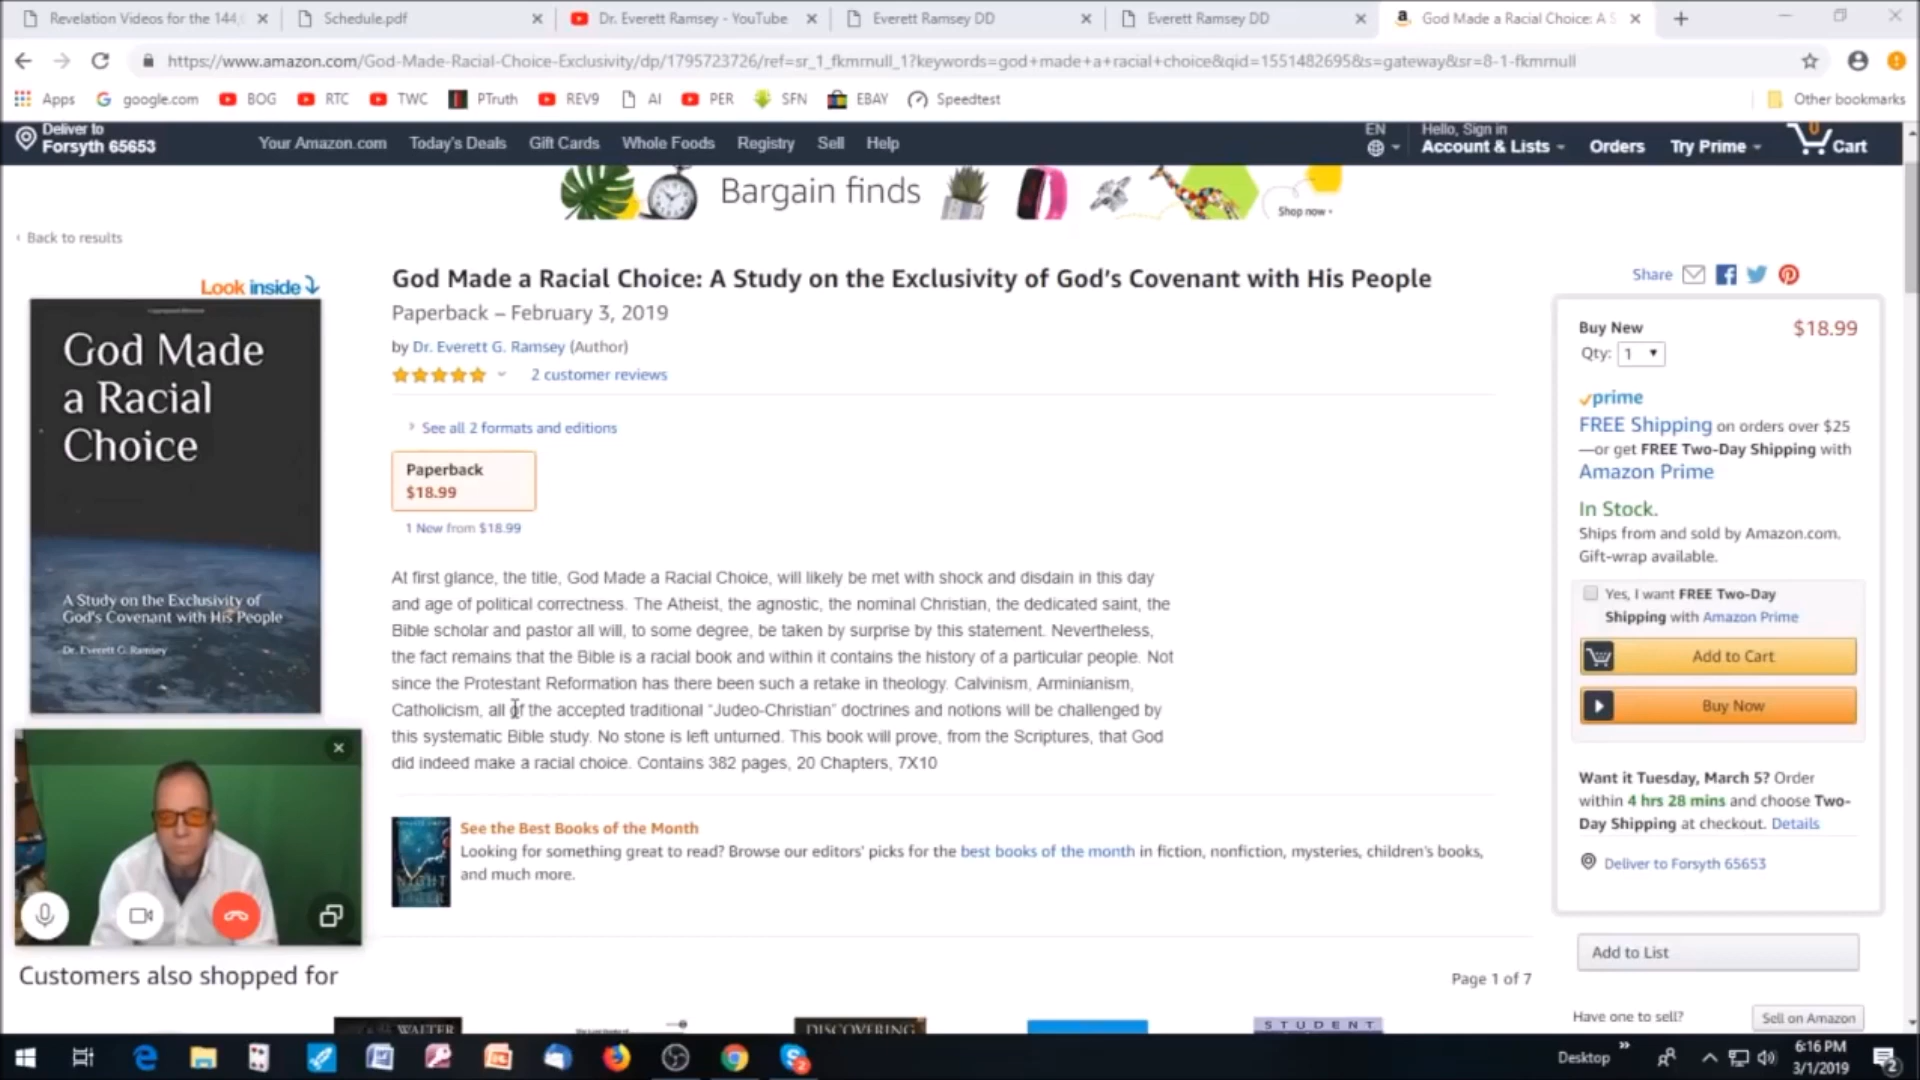 Revelation Videos for the 144,
Schedule.pdf
Dr. Everett Ramsey - YouTube
Everett Ramsey DD
Everett Ramsey DD
God Made a Racial Choice: A S
https://www.amazon.com/God-Made-Racial-Choice-Exclusivity/dp/1795723726/ref=sr_1_fkmrnull_1?keywords=god+made+a+racial+choice&qid=1551482695&s=gateway&sr=8-1-fkmrnull
Apps google.com BOG RTC TWC PTruth REV9 AI PER SFN EBAY Speedtest Other bookmarks
Deliver to
Forsyth 65653
Your Amazon.com Today's Deals Gift Cards Whole Foods Registry Sell Help
EN
Hello, Sign in
Account & Lists
Orders
Try Prime
0
Cart
Bargain finds
Shop now
‹ Back to results
Look inside
God Made
a Racial
Choice
A Study on the Exclusivity of
God's Covenant with His People
Dr. Everett G. Ramsey
God Made a Racial Choice: A Study on the Exclusivity of God's Covenant with His People
Paperback – February 3, 2019
by Dr. Everett G. Ramsey (Author)
2 customer reviews
See all 2 formats and editions
Paperback
$18.99
1 New from $18.99
At first glance, the title, God Made a Racial Choice, will likely be met with shock and disdain in this day
and age of political correctness. The Atheist, the agnostic, the nominal Christian, the dedicated saint, the
Bible scholar and pastor all will, to some degree, be taken by surprise by this statement. Nevertheless,
the fact remains that the Bible is a racial book and within it contains the history of a particular people. Not
since the Protestant Reformation has there been such a retake in theology. Calvinism, Arminianism,
Catholicism, all of the accepted traditional "Judeo-Christian" doctrines and notions will be challenged by
this systematic Bible study. No stone is left unturned. This book will prove, from the Scriptures, that God
did indeed make a racial choice. Contains 382 pages, 20 Chapters, 7X10
See the Best Books of the Month
Looking for something great to read? Browse our editors' picks for the best books of the month in fiction, nonfiction, mysteries, children's books,
and much more.
NIGHT
Customers also shopped for
Page 1 of 7
WALTER
DISCOVERING
STUDENT
Share
Buy New
$18.99
Qty: 1
prime
FREE Shipping on orders over $25
—or get FREE Two-Day Shipping with
Amazon Prime
In Stock.
Ships from and sold by Amazon.com.
Gift-wrap available.
Yes, I want FREE Two-Day
Shipping with Amazon Prime
Add to Cart
Buy Now
Want it Tuesday, March 5? Order
within 4 hrs 28 mins and choose Two-
Day Shipping at checkout. Details
Deliver to Forsyth 65653
Add to List
Have one to sell?
Sell on Amazon
Desktop
6:16 PM
3/1/2019
2
2